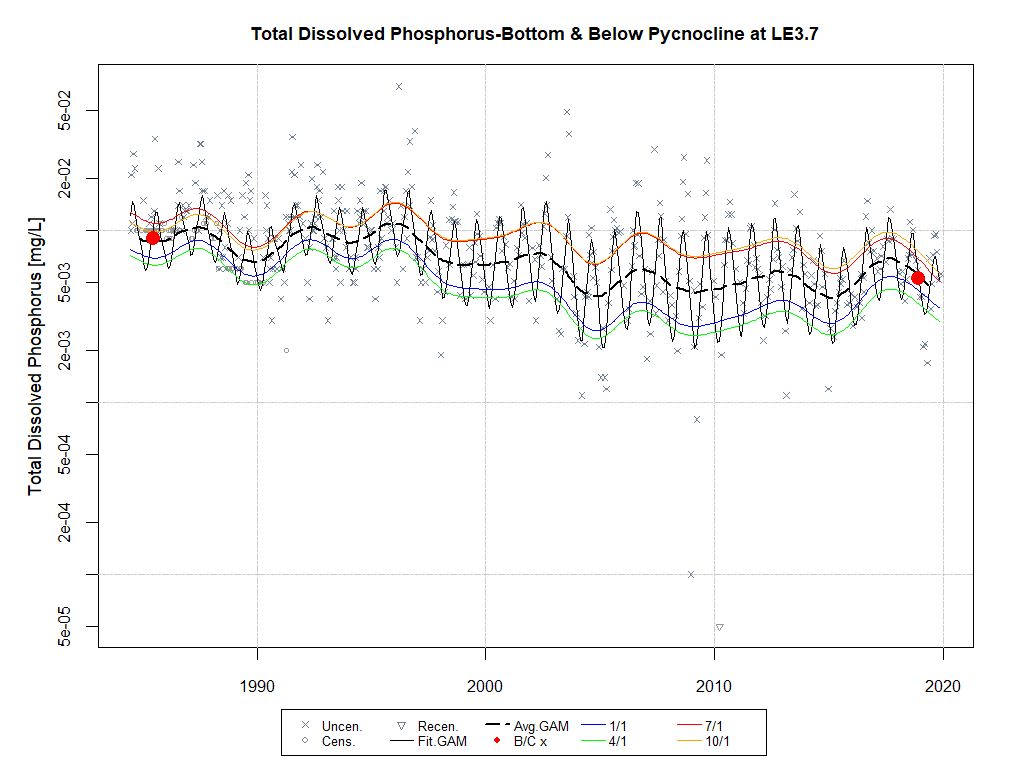 Total Dissolved Phosphorus-Bottom & Below Pycnocline at LE3.7
Total Dissolved Phosphorus [mg/L]
5e-02
2e-02
5e-03
2e-03
5e-04
2e-04
5e-05
1990 2000 2010 2020
Uncen. Recen. Avg.GAM 1/1 7/1
Cens. Fit.GAM B/C x 4/1 10/1